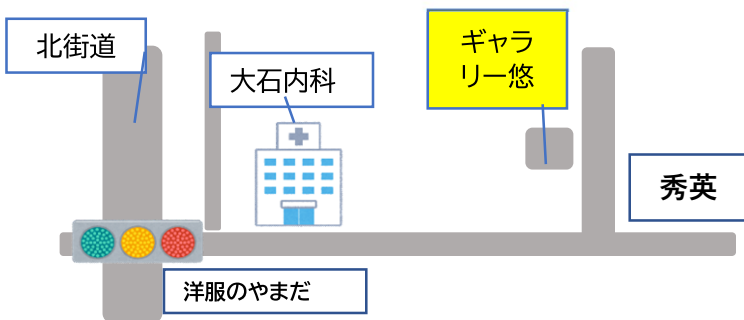 北街道
大石内科
ギャラ
リー悠
秀英
洋服のやまだ